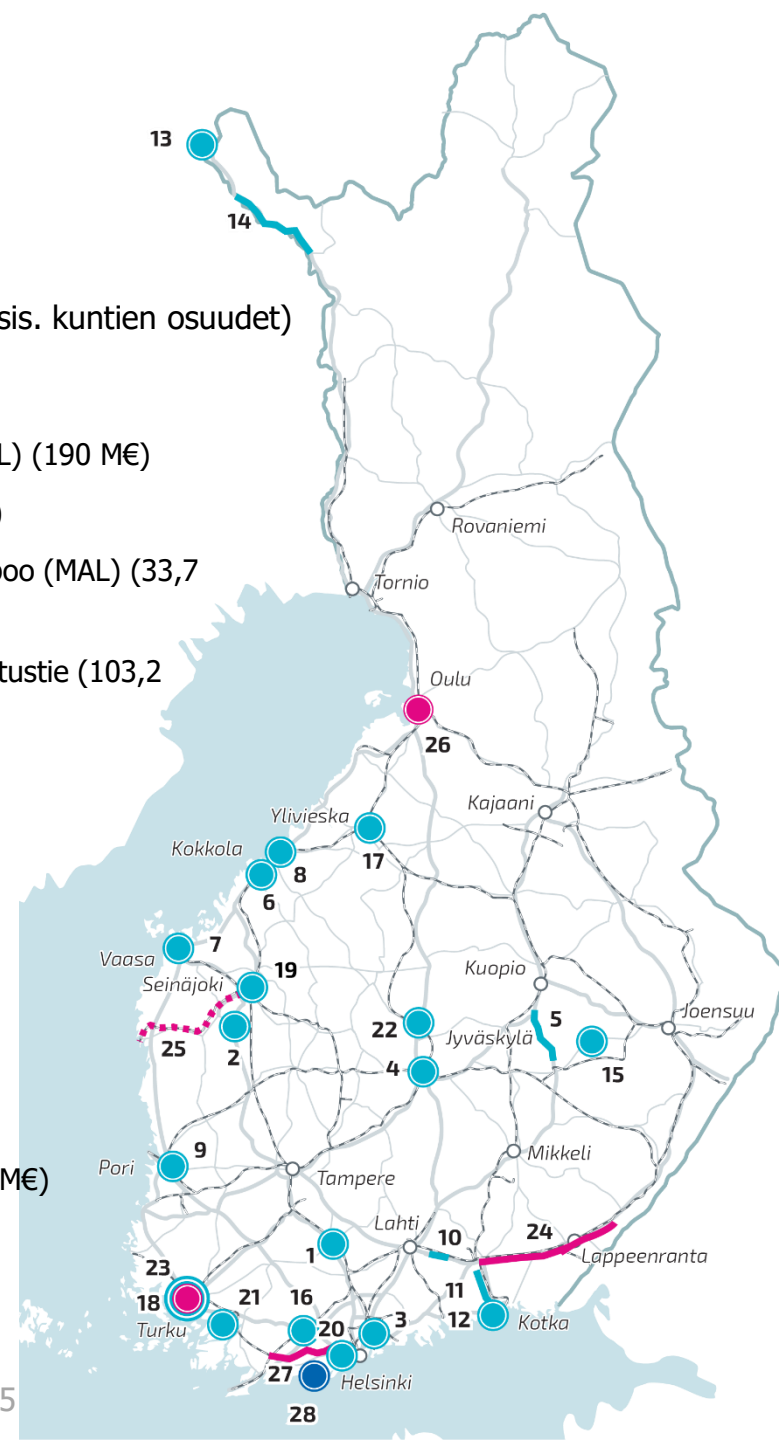 13
14
sis. kuntien osuudet)
L) (190 M€)
)
Rovaniemi
poo (MAL) (33,7
Tornio
tustie (103,2
Oulu
26
Ylivieska
Kajaani
Kokkola
8
17
6
7
Vaasa
19
Kuopio
Seinäjoki
5
Joensuu
22
Jyväskylä
25
2
4
15
9
Mikkeli
Pori
Tampere
M€)
Lahti
10
24
1
Lappeenranta
23
11
18
21
16
3
12
Kotka
Turku
20
27
Helsinki
5
28